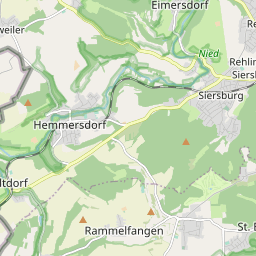 Eimersdorf
weiler
Nied
Rehlin
Siersb
Siersburg
Hemmersdorf
ltdorf
Rammelfangen
St. B